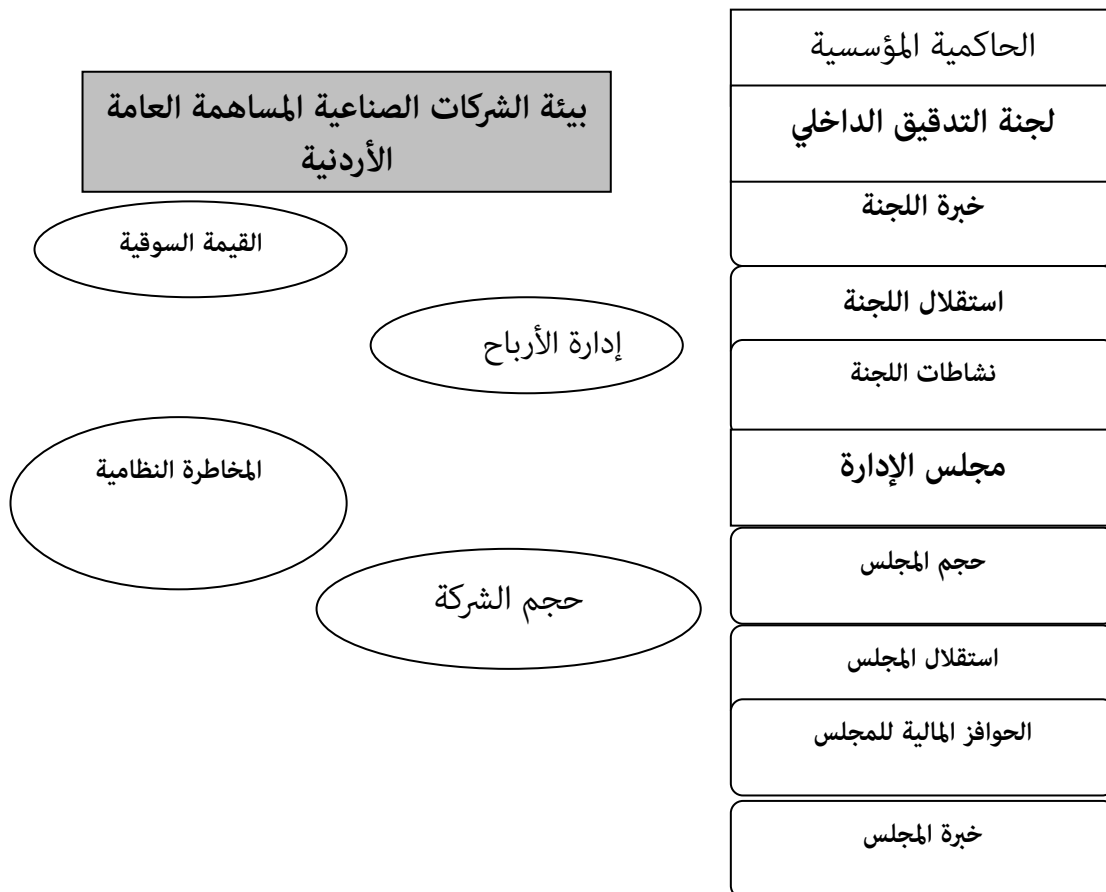 الحاكمية المؤسسية
لجنة التدقيق الداخلي
خبرة اللجنة
استقلال اللجنة
نشاطات اللجنة
مجلس الإدارة
حجم المجلس
استقلال المجلس
الحوافز المالية للمجلس
خبرة المجلس
بيئة الشركات الصناعية المساهمة العامة
الأردنية
القيمة السوقية
إدارة الأرباح
المخاطرة النظامية
حجم الشركة